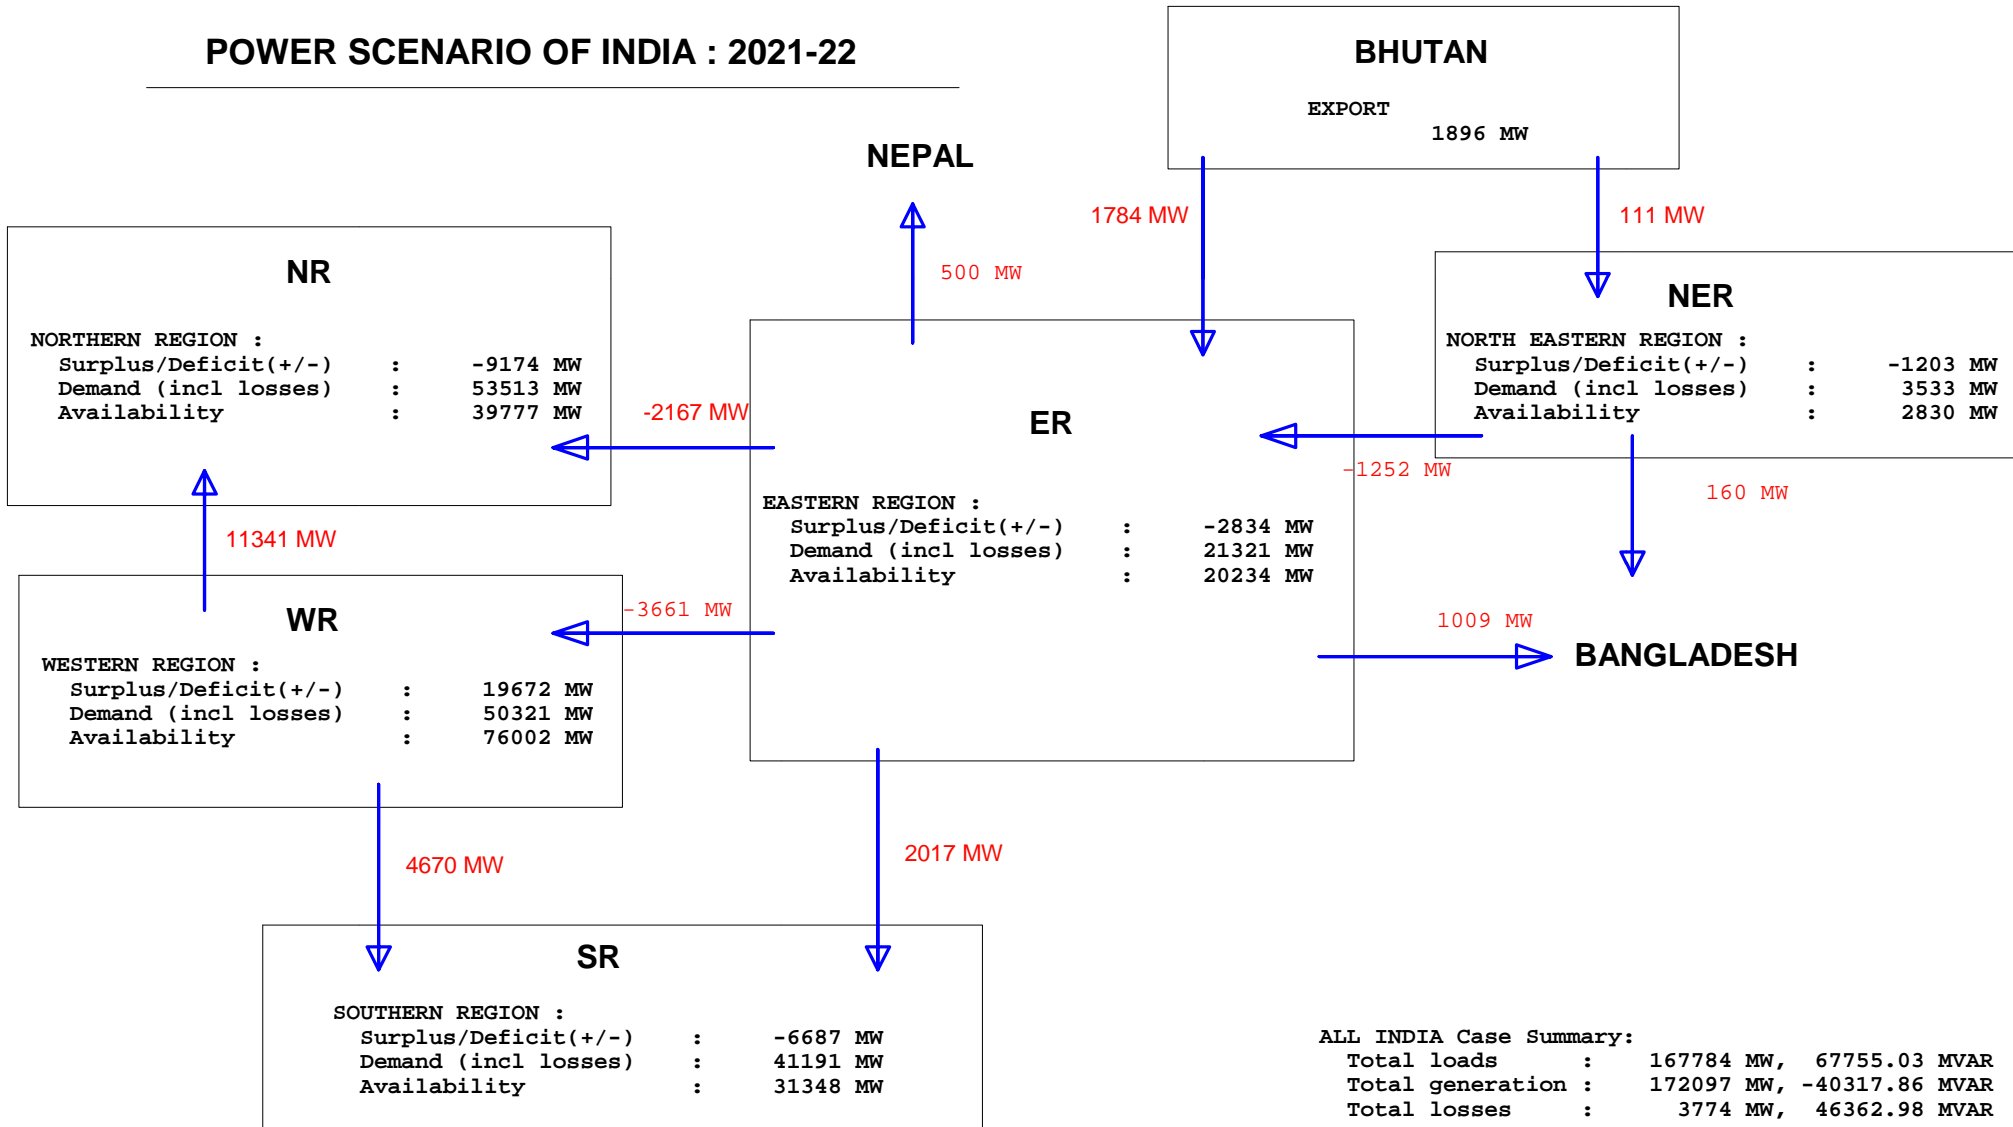 POWER SCENARIO OF INDIA : 2021-22
BHUTAN
EXPORT
1896 MW
NEPAL
1784 MW
111 MW
500 MW
NR
NORTHERN REGION :
Surplus/Deficit(+/-) : -9174 MW
Demand (incl losses) : 53513 MW
Availability : 39777 MW
NER
NORTH EASTERN REGION :
Surplus/Deficit(+/-) : -1203 MW
Demand (incl losses) : 3533 MW
Availability : 2830 MW
-2167 MW
ER
-1252 MW
160 MW
EASTERN REGION :
Surplus/Deficit(+/-) : -2834 MW
Demand (incl losses) : 21321 MW
Availability : 20234 MW
11341 MW
-3661 MW
1009 MW
BANGLADESH
WR
WESTERN REGION :
Surplus/Deficit(+/-) : 19672 MW
Demand (incl losses) : 50321 MW
Availability : 76002 MW
4670 MW
2017 MW
SR
SOUTHERN REGION :
Surplus/Deficit(+/-) : -6687 MW
Demand (incl losses) : 41191 MW
Availability : 31348 MW
ALL INDIA Case Summary:
Total loads : 167784 MW, 67755.03 MVAR
Total generation : 172097 MW, -40317.86 MVAR
Total losses : 3774 MW, 46362.98 MVAR